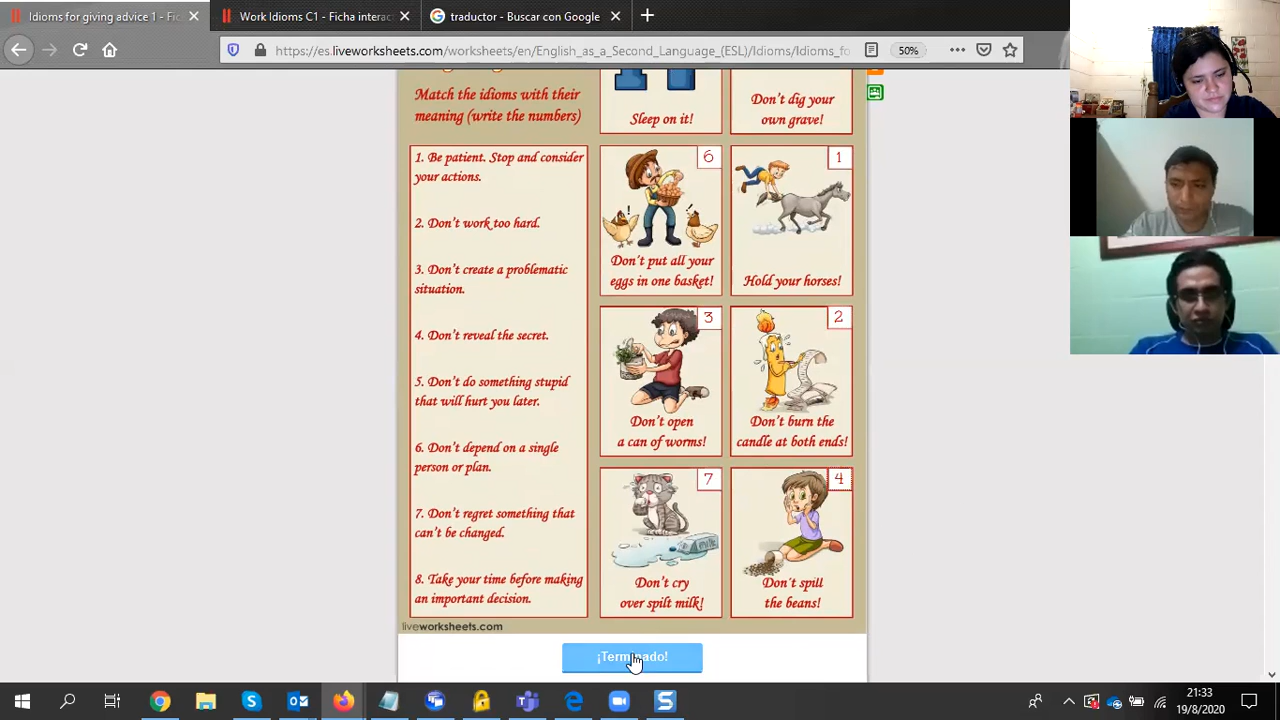 Idioms for giving advice 1 - Fi
Work Idioms C1 - Ficha interac
traductor - Buscar con Google
https://es.liveworksheets.com/worksheets/en/English_as_a_Second_Language_(ESL)/Idioms/Idioms_fo
50%
Match the idioms with their
meaning (write the numbers)
Sleep on it!
Don't dig your
own grave!
1. Be patient. Stop and consider
your actions.
2. Don't work too hard.
3. Don't create a problematic
situation.
4. Don't reveal the secret.
5. Don't do something stupid
that will hurt you later.
6. Don't depend on a single
person or plan.
7. Don't regret something that
can't be changed.
8. Take your time before making
an important decision.
6
Don't put all your
eggs in one basket!
1
Hold your horses!
3
Don't open
a can of worms!
2
Don't burn the
candle at both ends!
7
milk
Don't cry
over spilt milk!
4
Don't spill
the beans!
liveworksheets.com
¡Terminado!
21:33
19/8/2020